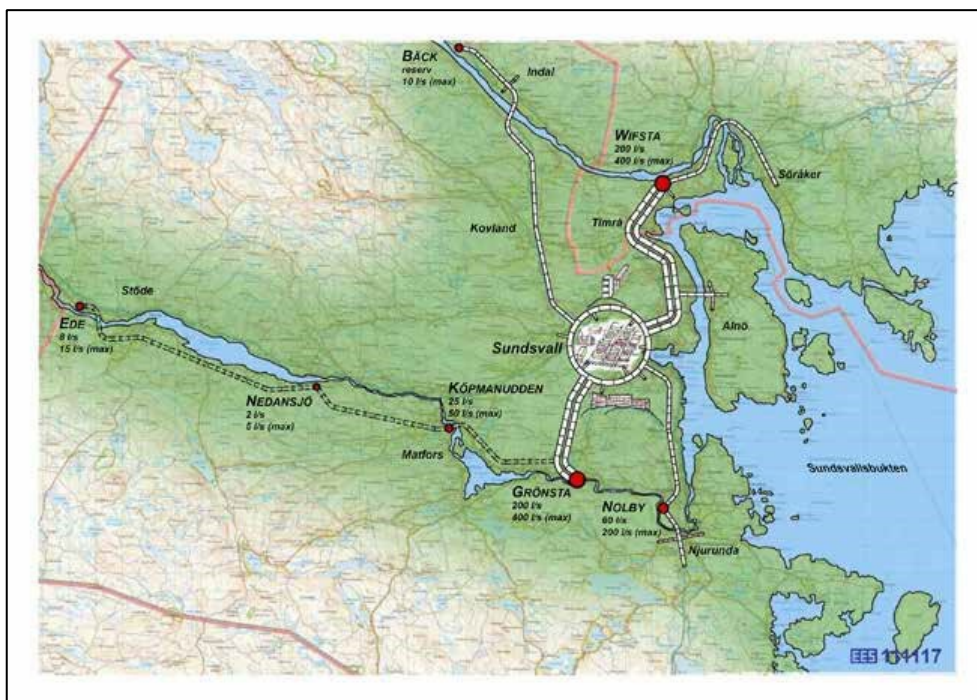 BÄCK
reserv
10 l/s (max)
Indal
WIFSTA
200 l/s
400 l/s (max)
Söråker
Timrå
Kovland
Stöde
EDE
8 l/s
15 l/s (max)
Sundsvall
Alnö
NEDANSJÖ
2 l/s
5 l/s (max)
KÖPMANUDDEN
25 l/s
50 l/s (max)
Matfors
Sundsvallsbukten
GRÖNSTA
200 l/s
400 l/s (max)
NOLBY
60 l/s
200 l/s (max)
Njurunda
EES 111117